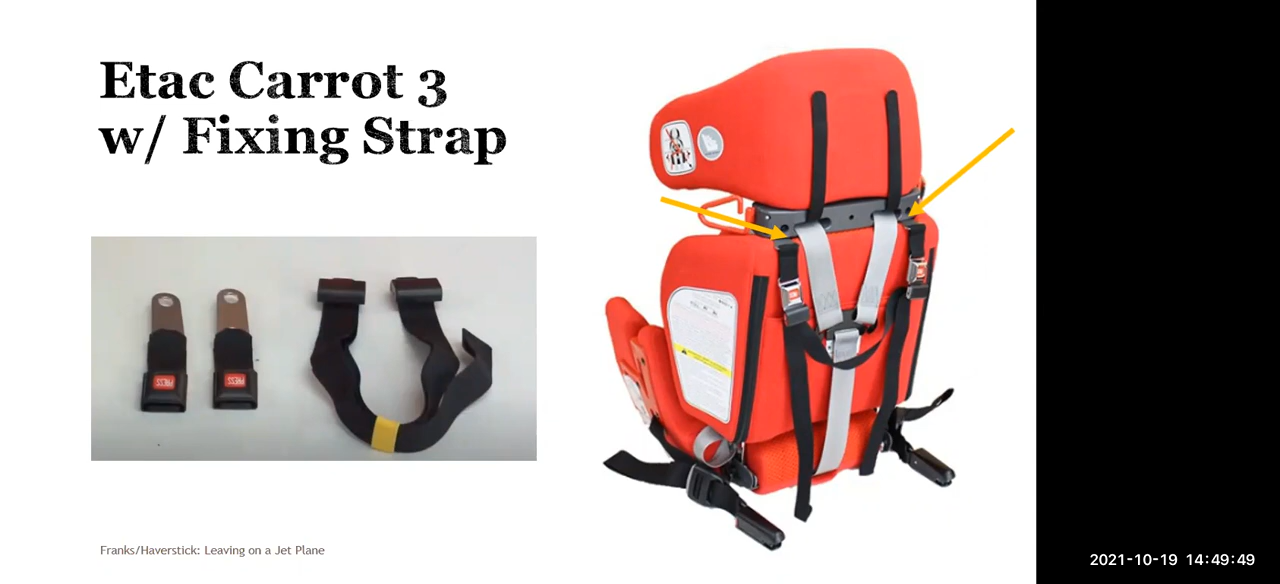 Etac Carrot 3
w/ Fixing Strap
PRESS
PRESS
Franks/Haverstick: Leaving on a Jet Plane
2021-10-19 14:49:49